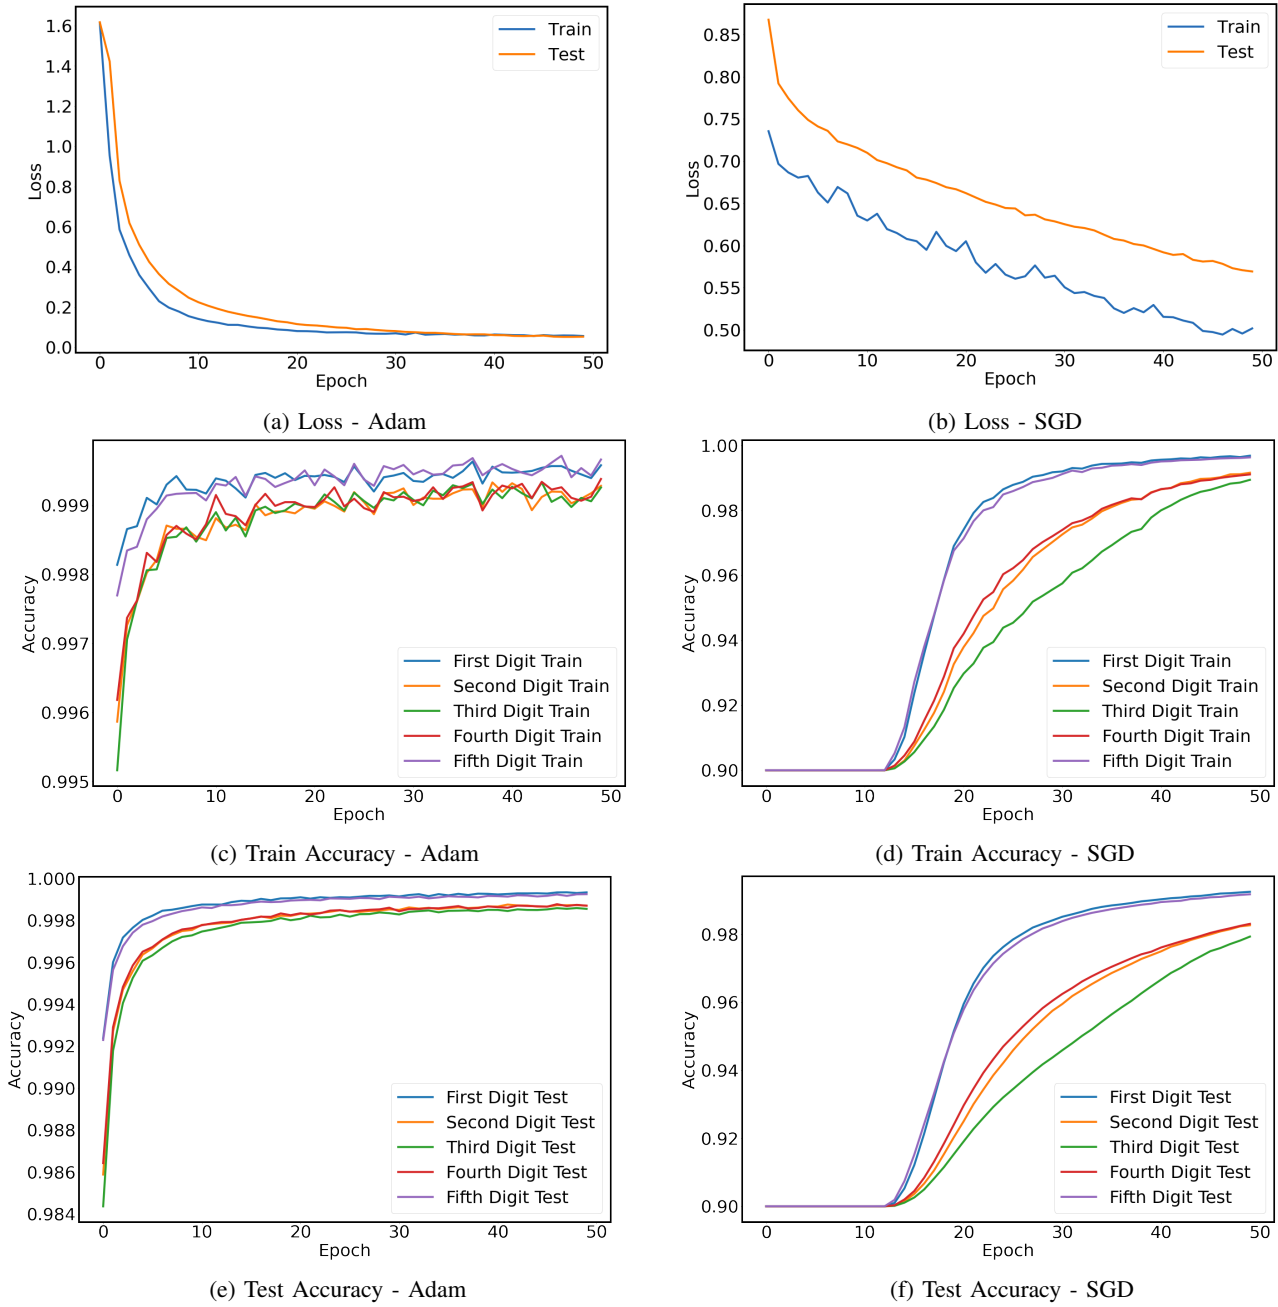 1.6
1.4
1.2
1.0
0.8
0.6
0.4
0.2
0.0
Loss
0 10 20 30 40 50
Epoch
Train
Test
(a) Loss - Adam
0.85
0.80
0.75
0.70
0.65
0.60
0.55
0.50
Loss
0 10 20 30 40 50
Epoch
Train
Test
(b) Loss - SGD
0.999
0.998
0.997
0.996
0.995
Accuracy
0 10 20 30 40 50
Epoch
First Digit Train
Second Digit Train
Third Digit Train
Fourth Digit Train
Fifth Digit Train
(c) Train Accuracy - Adam
1.00
0.98
0.96
0.94
0.92
0.90
Accuracy
0 10 20 30 40 50
Epoch
First Digit Train
Second Digit Train
Third Digit Train
Fourth Digit Train
Fifth Digit Train
(d) Train Accuracy - SGD
1.000
0.998
0.996
0.994
0.992
0.990
0.988
0.986
0.984
Accuracy
0 10 20 30 40 50
Epoch
First Digit Test
Second Digit Test
Third Digit Test
Fourth Digit Test
Fifth Digit Test
(e) Test Accuracy - Adam
0.98
0.96
0.94
0.92
0.90
Accuracy
0 10 20 30 40 50
Epoch
First Digit Test
Second Digit Test
Third Digit Test
Fourth Digit Test
Fifth Digit Test
(f) Test Accuracy - SGD